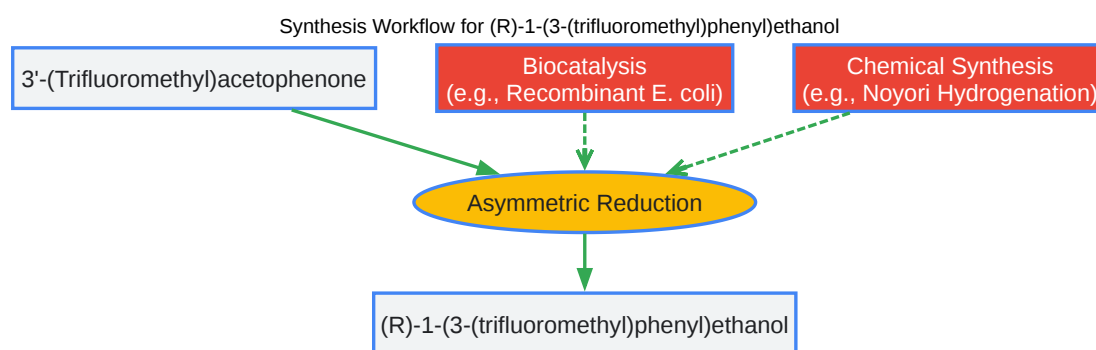 Synthesis Workflow for (R)-1-(3-(trifluoromethyl)phenyl)ethanol
3'-(Trifluoromethyl)acetophenone
Biocatalysis
(e.g., Recombinant E. coli)
Chemical Synthesis
(e.g., Noyori Hydrogenation)
Asymmetric Reduction
(R)-1-(3-(trifluoromethyl)phenyl)ethanol